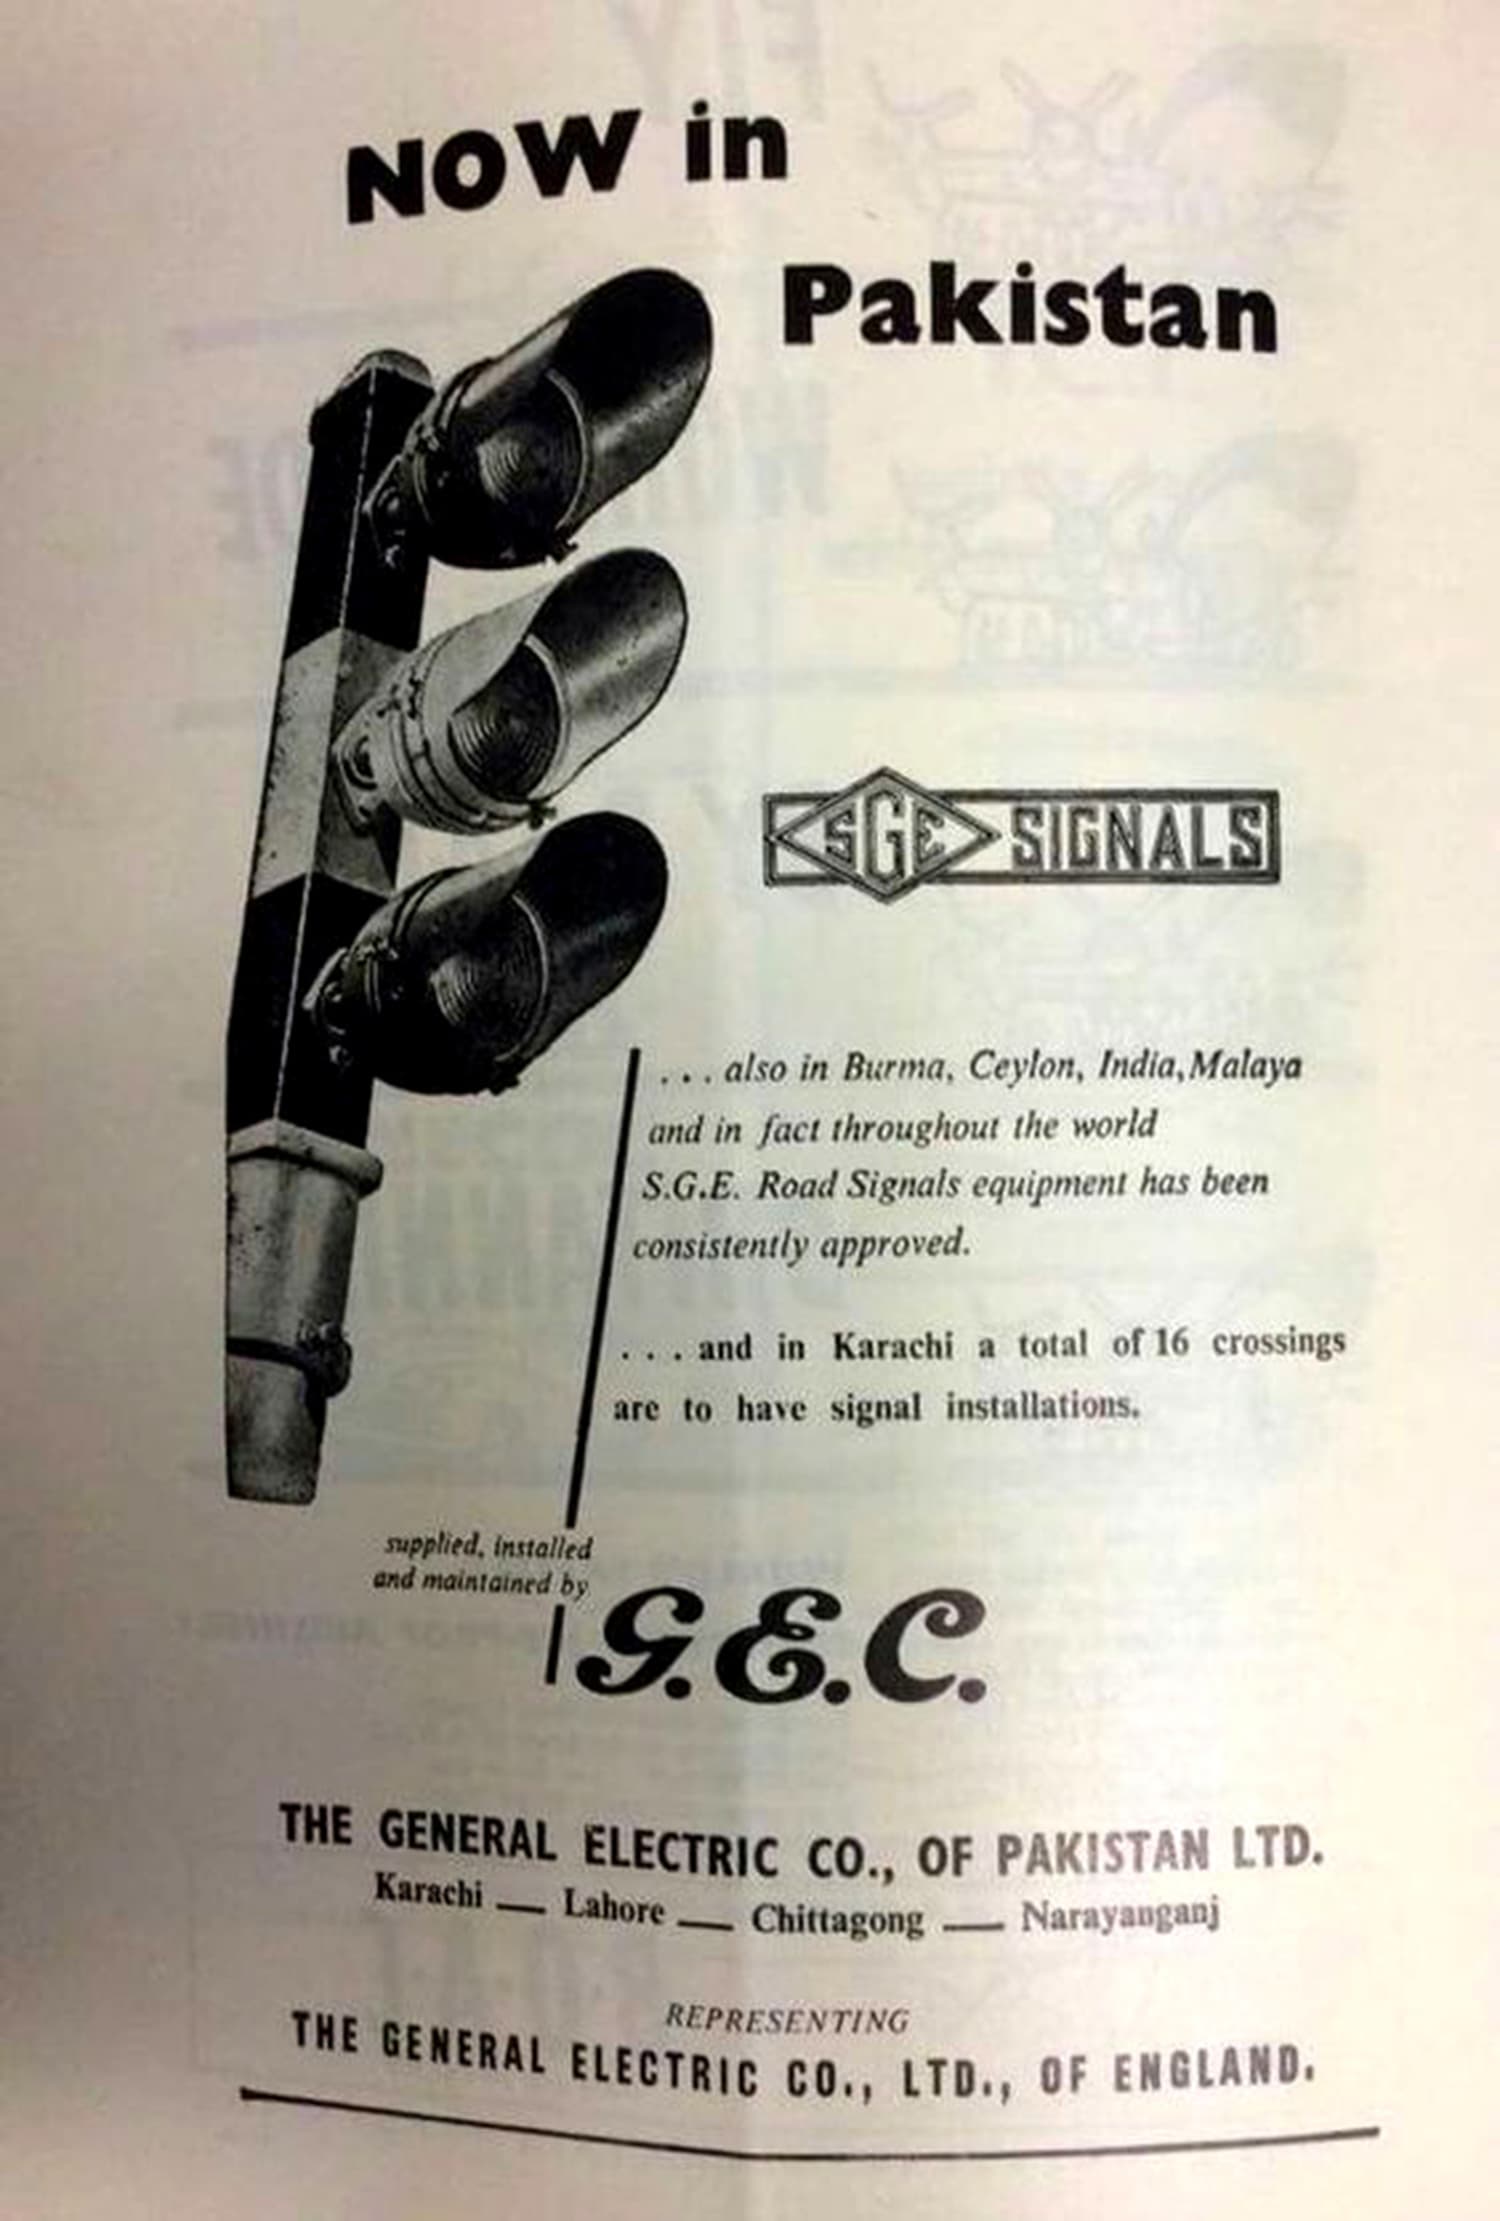 NOW in
Pakistan
SGE SIGNALS
. . . also in Burma, Ceylon, India, Malaya
and in fact throughout the world
S.G.E. Road Signals equipment has been
consistently approved.
. . . and in Karachi a total of 16 crossings
are to have signal installations.
supplied, installed
and maintained by
G.E.C.
THE GENERAL ELECTRIC CO., OF PAKISTAN LTD.
Karachi — Lahore — Chittagong — Narayanganj
REPRESENTING
THE GENERAL ELECTRIC CO., LTD., OF ENGLAND.